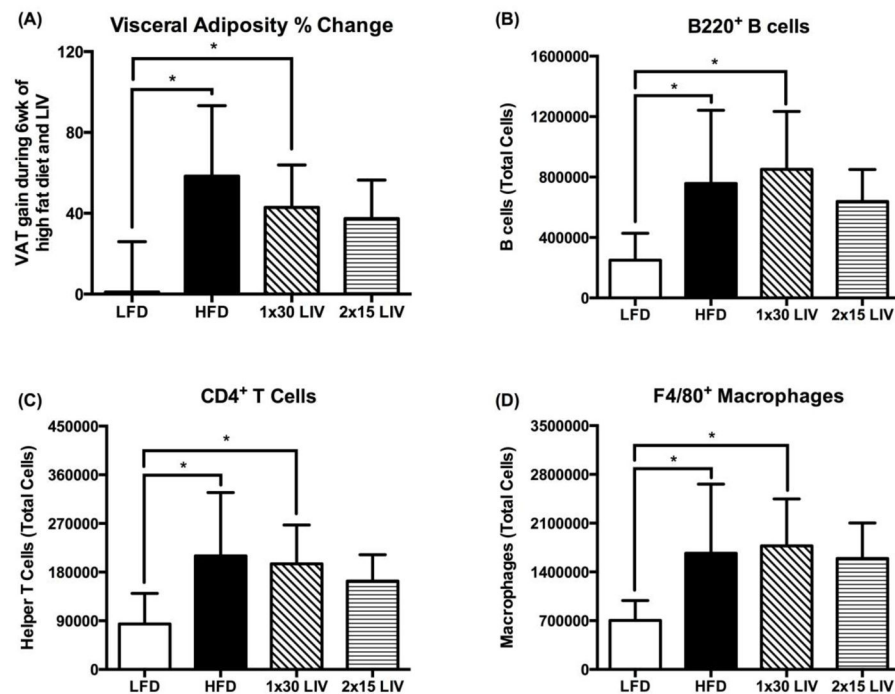 (A)
Visceral Adiposity % Change
VAT gain during 6wk of
high fat diet and LIV
120
80
40
0
*
*
LFD
HFD
1x30 LIV
2x15 LIV
(B)
B220⁺ B cells
B cells (Total Cells)
1600000
1200000
800000
400000
0
*
*
LFD
HFD
1x30 LIV
2x15 LIV
(C)
CD4⁺ T Cells
Helper T Cells (Total Cells)
450000
360000
270000
180000
90000
0
*
*
LFD
HFD
1x30 LIV
2x15 LIV
(D)
F4/80⁺ Macrophages
Macrophages (Total Cells)
3500000
2800000
2100000
1400000
700000
0
*
*
LFD
HFD
1x30 LIV
2x15 LIV